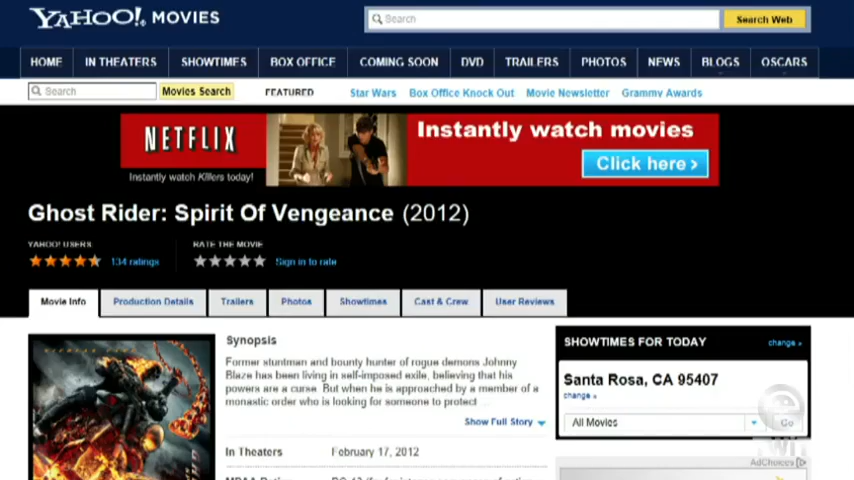 YAHOO! MOVIES
Search
Search Web
HOME IN THEATERS SHOWTIMES BOX OFFICE COMING SOON DVD TRAILERS PHOTOS NEWS BLOGS OSCARS
Search Movies Search FEATURED Star Wars Box Office Knock Out Movie Newsletter Grammy Awards
NETFLIX
Instantly watch Killers today!
Instantly watch movies
Click here >
Ghost Rider: Spirit Of Vengeance (2012)
YAHOO! USERS RATE THE MOVIE
134 ratings Sign in to rate
Movie Info Production Details Trailers Photos Showtimes Cast & Crew User Reviews
Synopsis
Former stuntman and bounty hunter of rogue demons Johnny
Blaze has been living in self-imposed exile, believing that his
powers are a curse. But when he is approached by a member of a
monastic order who is looking for someone to protect ...
Show Full Story
In Theaters February 17, 2012
SHOWTIMES FOR TODAY change »
Santa Rosa, CA 95407
change »
All Movies Go
AdChoices